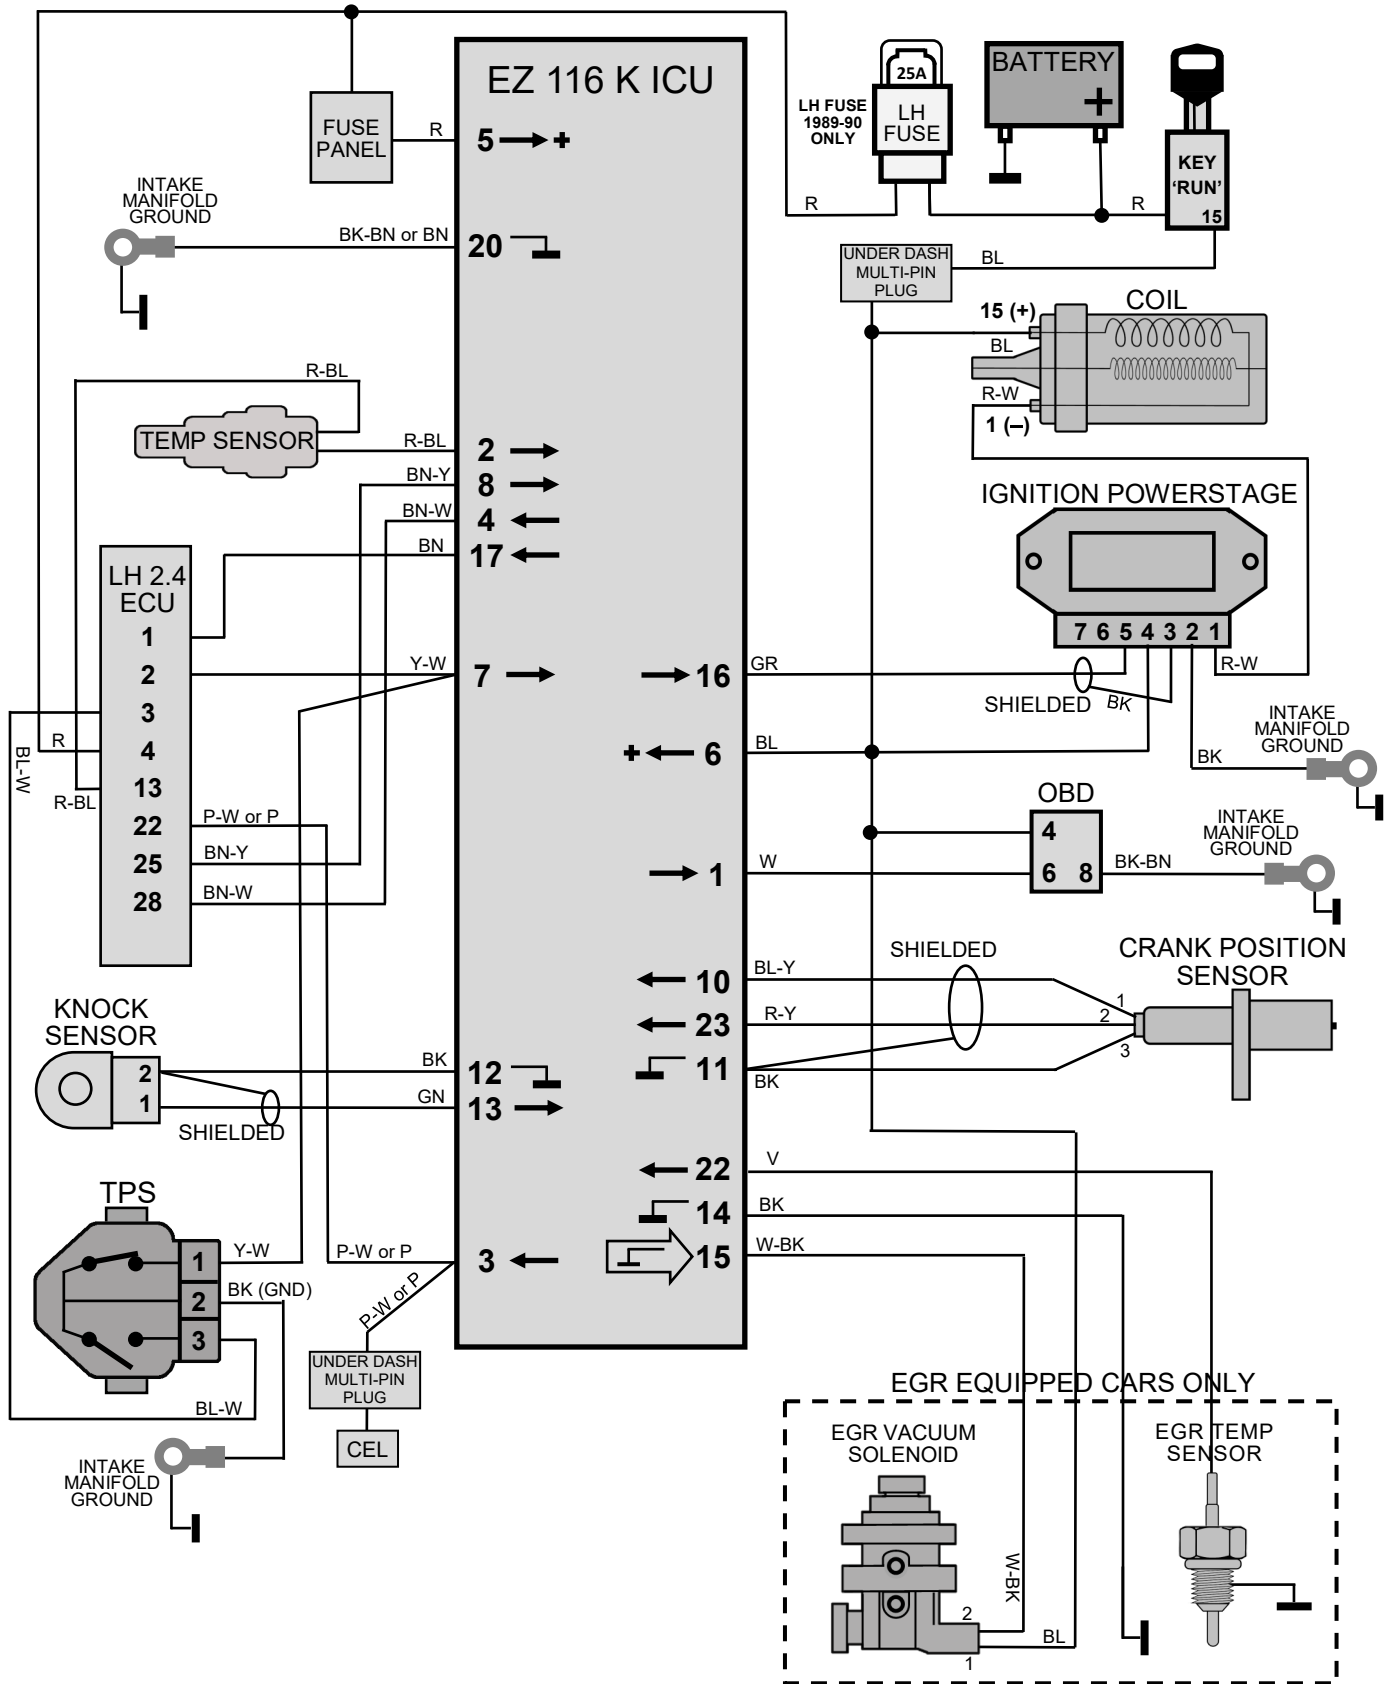 EZ 116 K ICU
FUSE
PANEL
R
5
+
INTAKE
MANIFOLD
GROUND
BK-BN or BN
20
LH FUSE
1989-90
ONLY
25A
LH
FUSE
BATTERY
+
KEY
'RUN'
15
R
R
UNDER DASH
MULTI-PIN
PLUG
BL
COIL
15 (+)
BL
R-W
1 (–)
R-BL
TEMP SENSOR
R-BL
2
BN-Y
8
BN-W
4
BN
17
IGNITION POWERSTAGE
7 6 5 4 3 2 1
R-W
LH 2.4
ECU
1
2
3
4
13
22
25
28
Y-W
7
16
GR
SHIELDED
BK
BK
INTAKE
MANIFOLD
GROUND
R
BL-W
R-BL
P-W or P
BN-Y
BN-W
+
6
BL
OBD
4
6 8
1
W
BK-BN
INTAKE
MANIFOLD
GROUND
SHIELDED
CRANK POSITION
SENSOR
10
BL-Y
1
23
R-Y
2
11
BK
3
KNOCK
SENSOR
2
1
BK
12
GN
13
SHIELDED
22
V
14
BK
15
W-BK
TPS
1
2
3
Y-W
BK (GND)
BL-W
P-W or P
3
P-W or P
UNDER DASH
MULTI-PIN
PLUG
CEL
INTAKE
MANIFOLD
GROUND
EGR EQUIPPED CARS ONLY
EGR VACUUM
SOLENOID
EGR TEMP
SENSOR
W-BK
2
BL
1